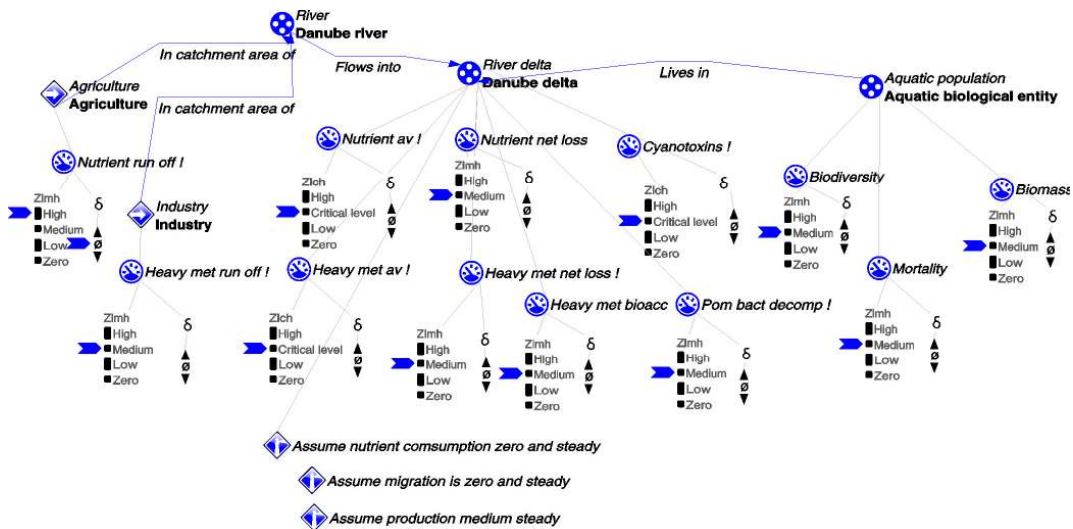 River
Danube river
In catchment area of
Flows into
River delta
Danube delta
Lives in
Aquatic population
Aquatic biological entity
Agriculture
Agriculture
In catchment area of
Nutrient run off !
Zlmh
High
Medium
Low
Zero
δ
ø
Industry
Industry
Nutrient av !
Zlch
High
Critical level
Low
Zero
δ
ø
Nutrient net loss
Zlmh
High
Medium
Low
Zero
δ
ø
Cyanotoxins !
Zlch
High
Critical level
Low
Zero
δ
ø
Biodiversity
Zlmh
High
Medium
Low
Zero
δ
ø
Biomass
Zlmh
High
Medium
Low
Zero
δ
ø
Heavy met run off !
Zlmh
High
Medium
Low
Zero
δ
ø
Heavy met av !
Zlch
High
Critical level
Low
Zero
δ
ø
Heavy met net loss !
Zlmh
High
Medium
Low
Zero
δ
ø
Heavy met bioacc
Zlmh
High
Medium
Low
Zero
δ
ø
Pom bact decomp !
Zlmh
High
Medium
Low
Zero
δ
ø
Mortality
Zlmh
High
Medium
Low
Zero
δ
ø
Assume nutrient comsumption zero and steady
Assume migration is zero and steady
Assume production medium steady